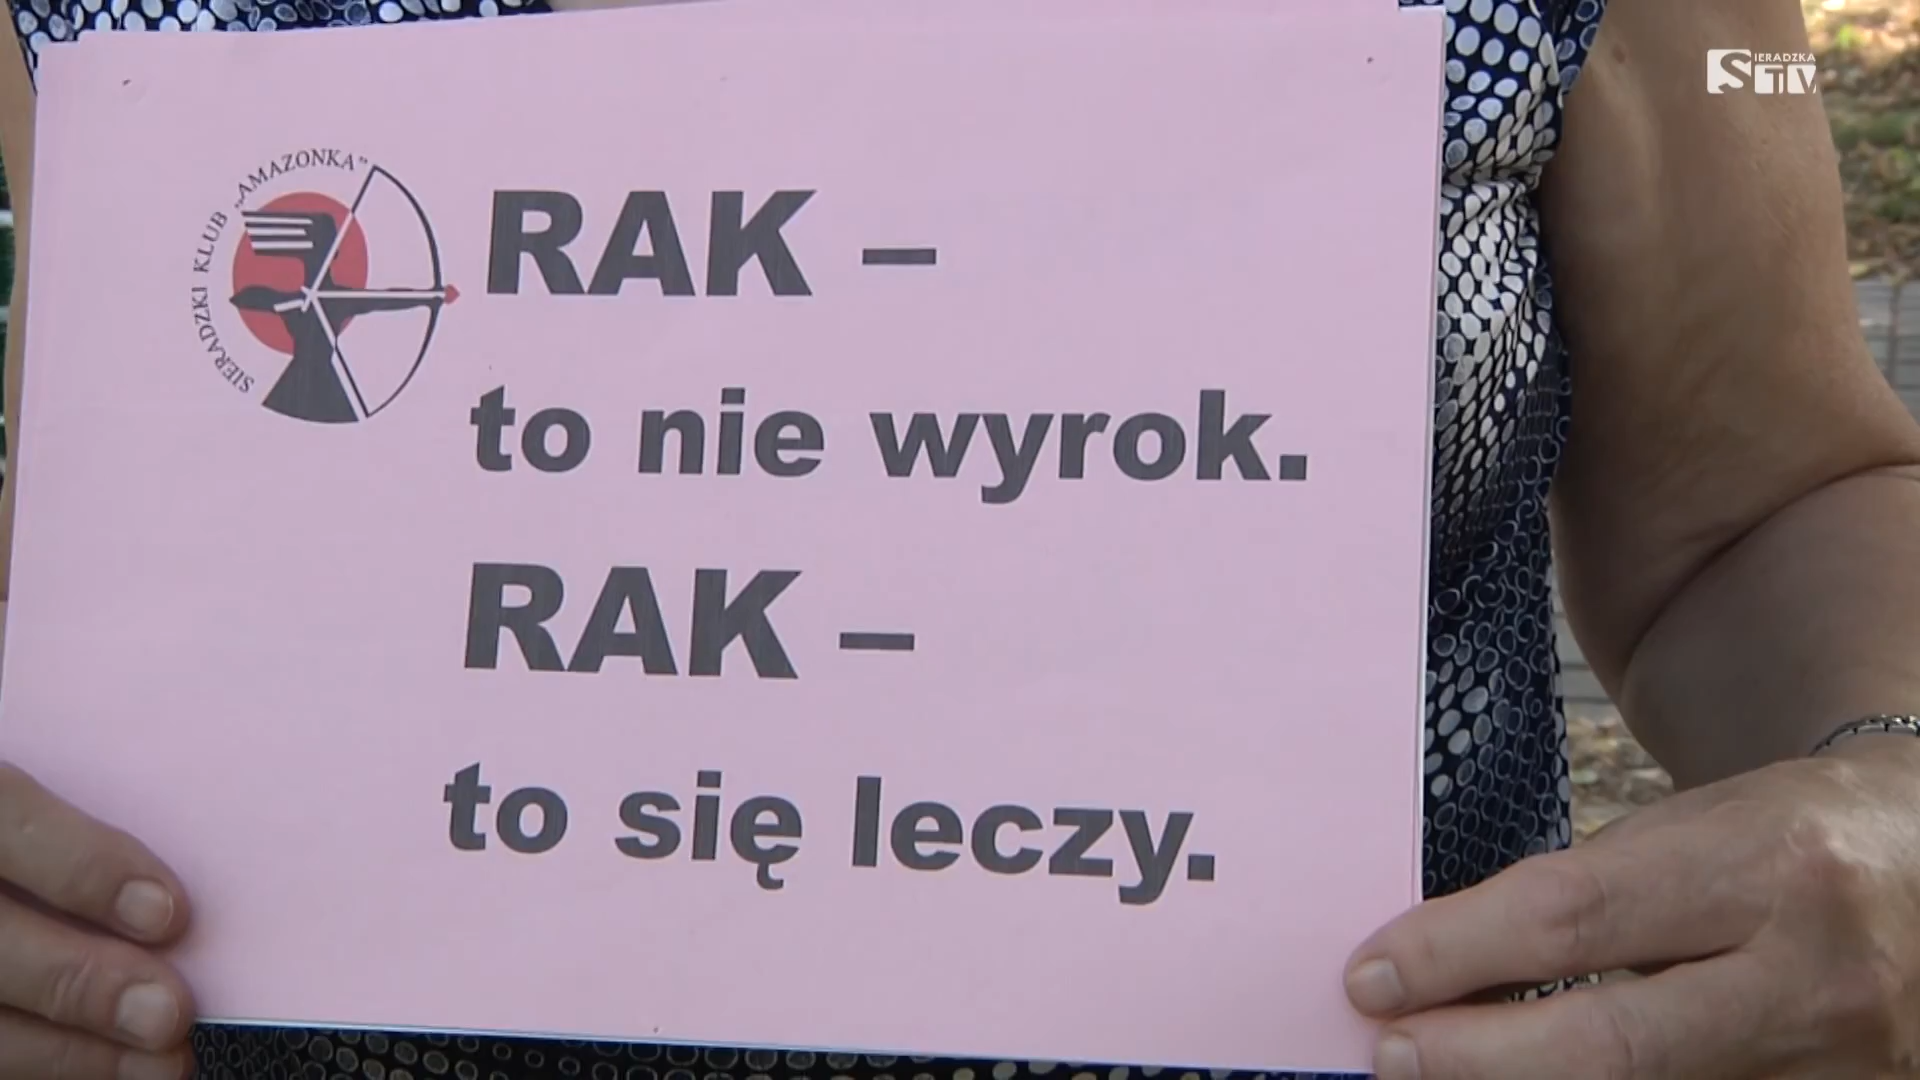 SIERADZKI KLUB „AMAZONKA”
RAK –
to nie wyrok.
RAK –
to się leczy.
SIERADZKA
STV